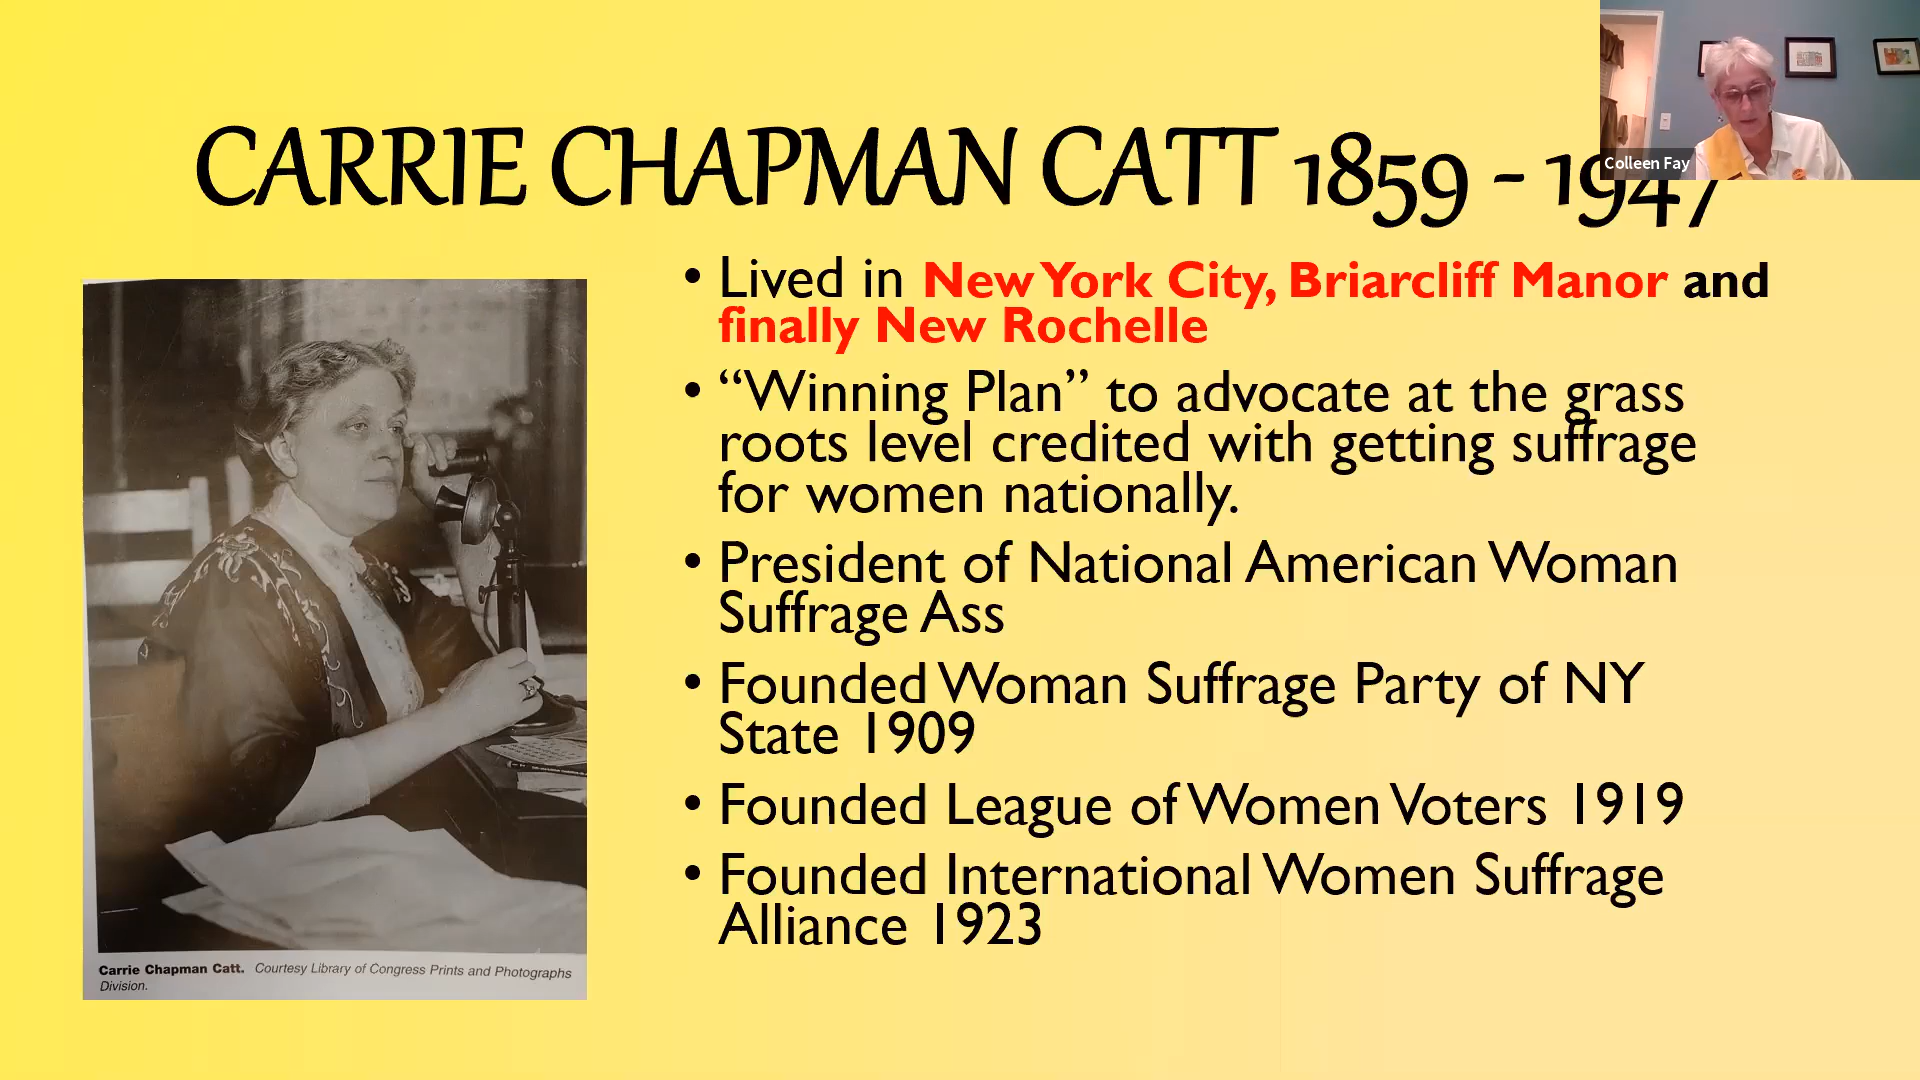 CARRIE CHAPMAN CATT 1859 - 1947
Colleen Fay
• Lived in New York City, Briarcliff Manor and
finally New Rochelle
• “Winning Plan” to advocate at the grass
roots level credited with getting suffrage
for women nationally.
• President of National American Woman
Suffrage Ass
• Founded Woman Suffrage Party of NY
State 1909
• Founded League of Women Voters 1919
• Founded International Women Suffrage
Alliance 1923
Carrie Chapman Catt. Courtesy Library of Congress Prints and Photographs
Division.